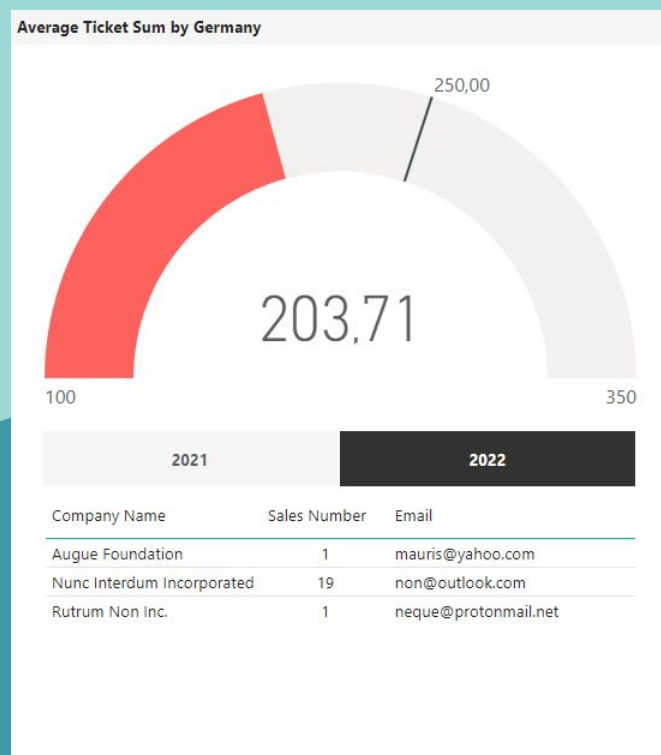 Average Ticket Sum by Germany
250,00
203,71
100 350
2021 2022
Company Name Sales Number Email
Augue Foundation 1 mauris@yahoo.com
Nunc Interdum Incorporated 19 non@outlook.com
Rutrum Non Inc. 1 neque@protonmail.net